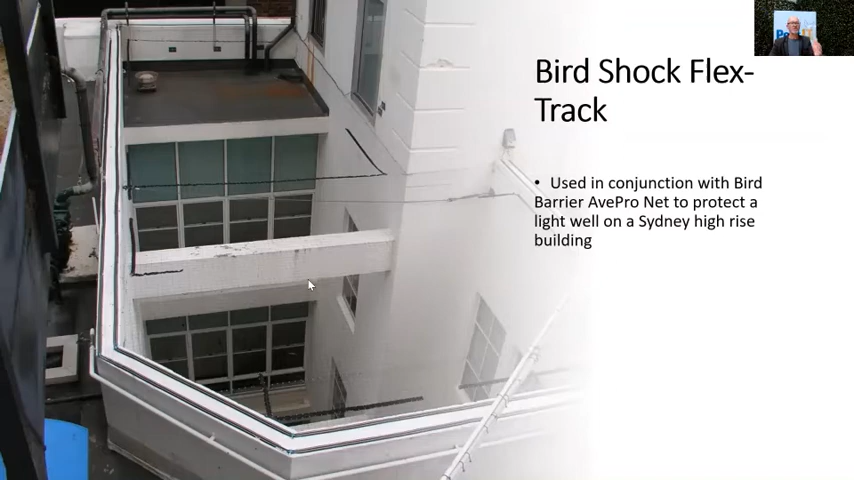 Bird Shock Flex-
Track
• Used in conjunction with Bird
Barrier AvePro Net to protect a
light well on a Sydney high rise
building